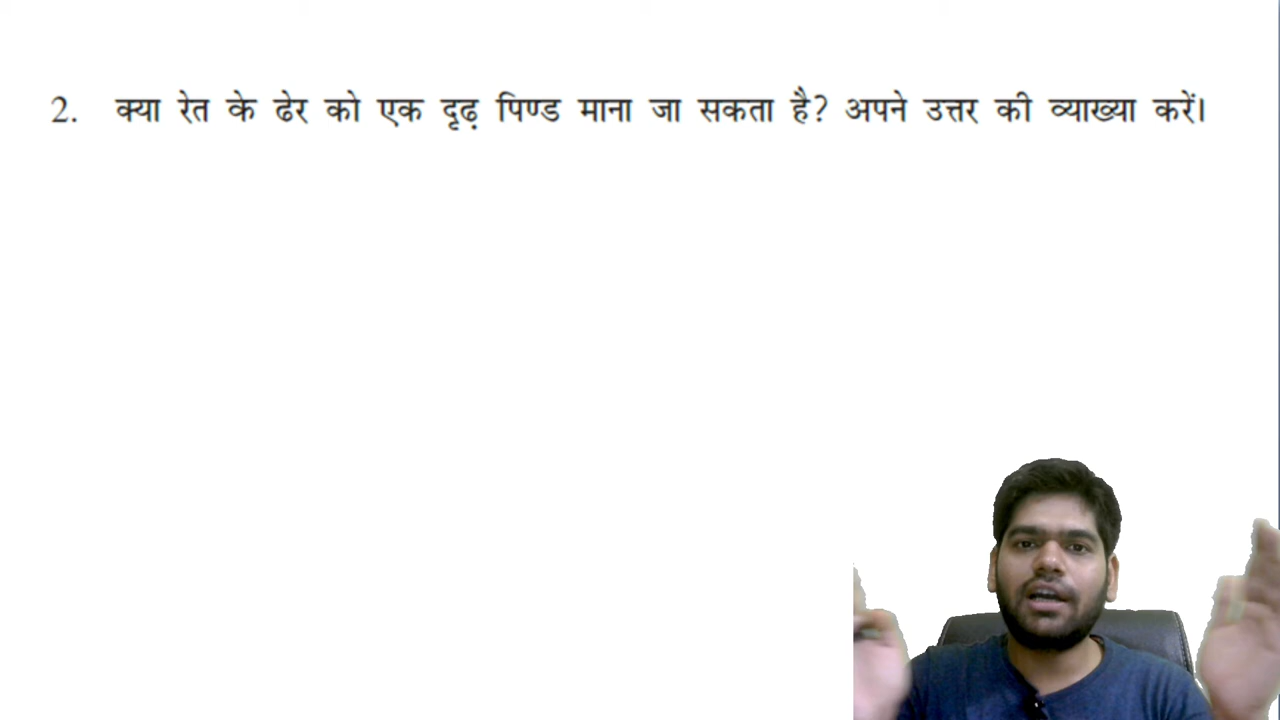 2. क्या रेत के ढेर को एक दृढ़ पिण्ड माना जा सकता है? अपने उत्तर की व्याख्या करें।